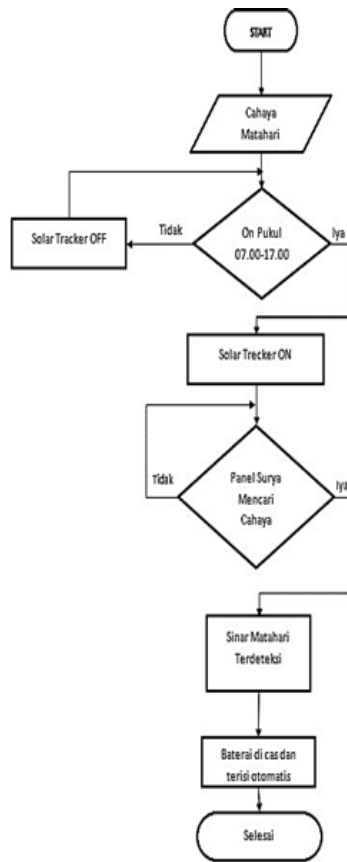 START
Cahaya
Matahari
On Pukul
07.00-17.00
Tidak
Iya
Solar Tracker OFF
Solar Trecker ON
Panel Surya
Mencari
Cahaya
Tidak
Iya
Sinar Matahari
Terdeteksi
Baterai di cas dan
terisi otomatis
Selesai